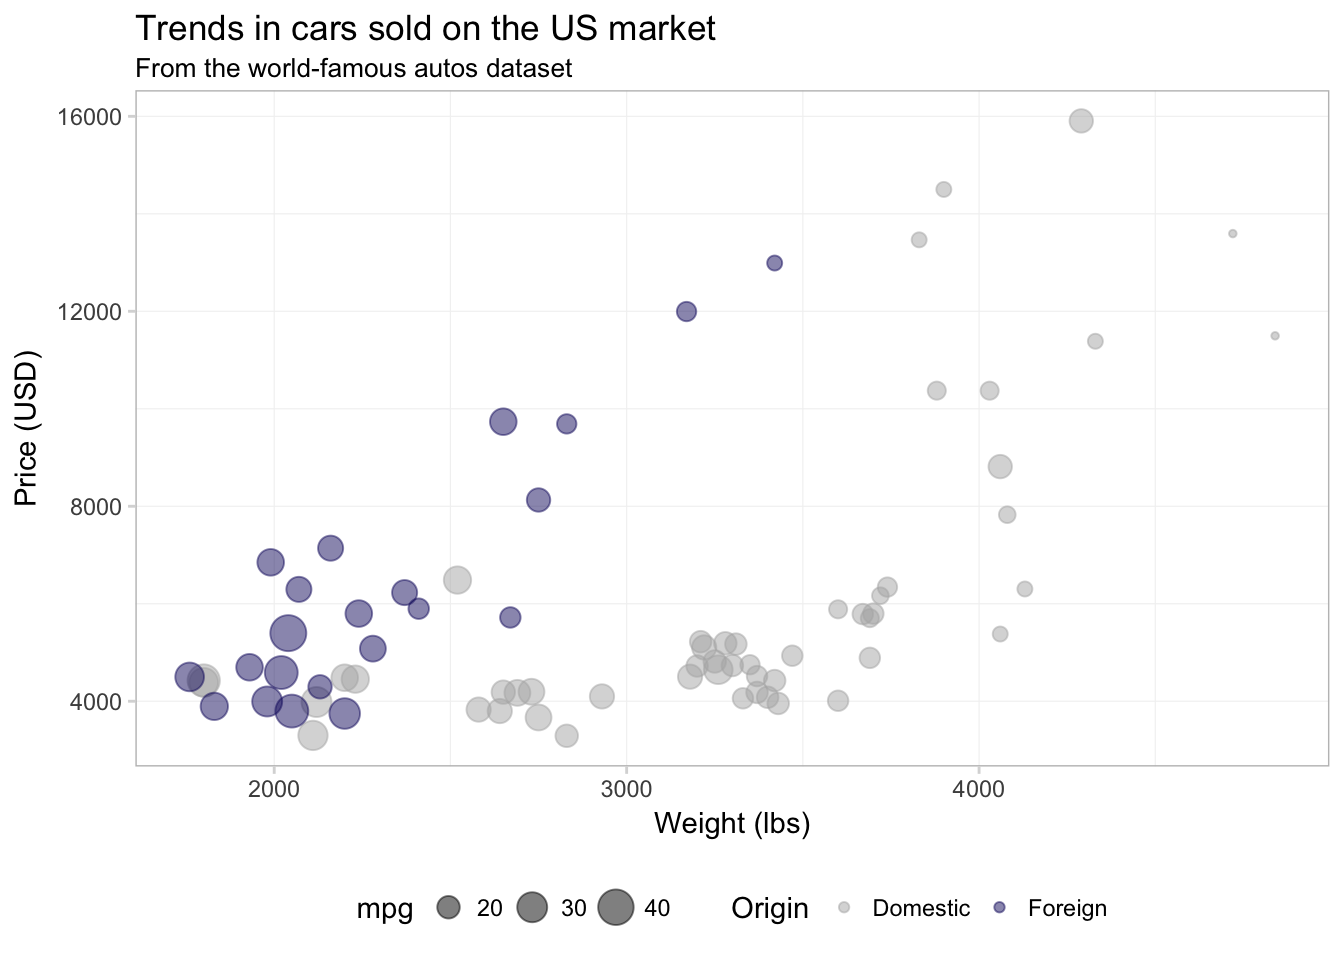 Trends in cars sold on the US market
From the world-famous autos dataset
16000
12000
8000
4000
Price (USD)
2000 3000 4000
Weight (lbs)
mpg 20 30 40 Origin Domestic Foreign